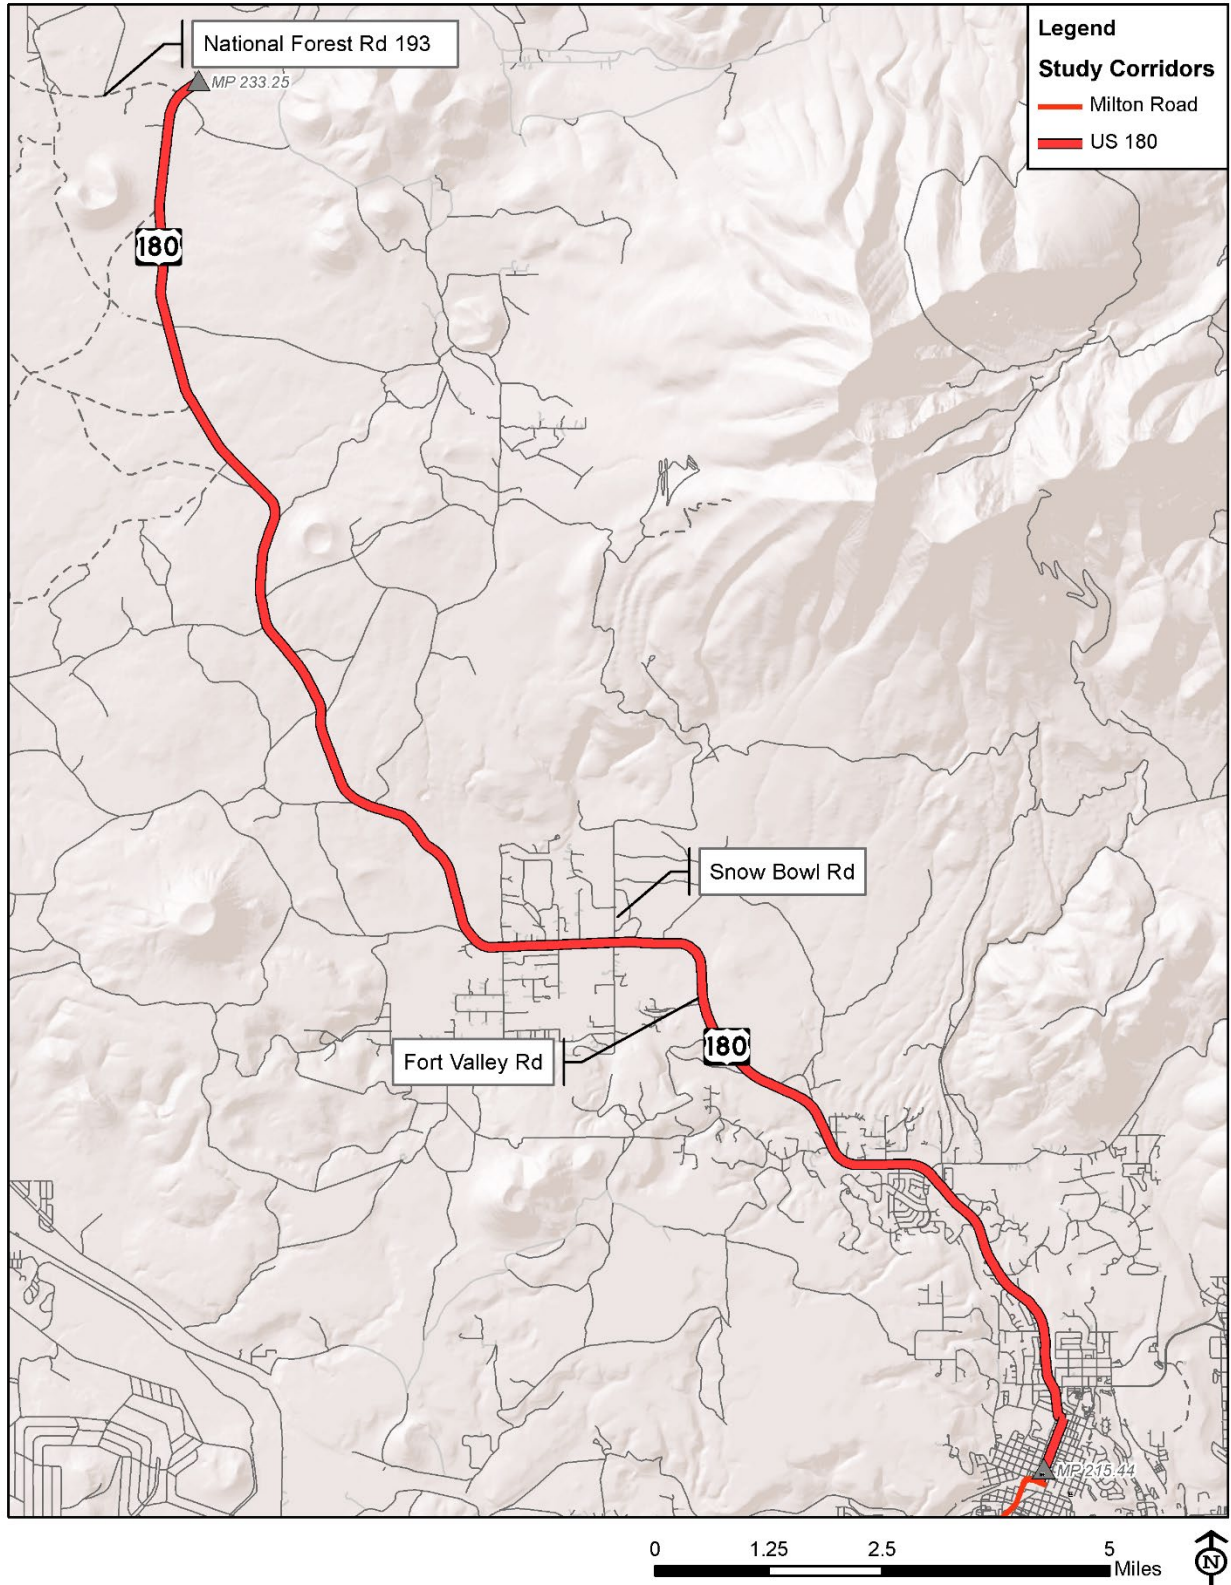 National Forest Rd 193
MP 233.25
Legend
Study Corridors
Milton Road
US 180
180
Snow Bowl Rd
Fort Valley Rd
180
MP 215.44
0 1.25 2.5 5
Miles
N